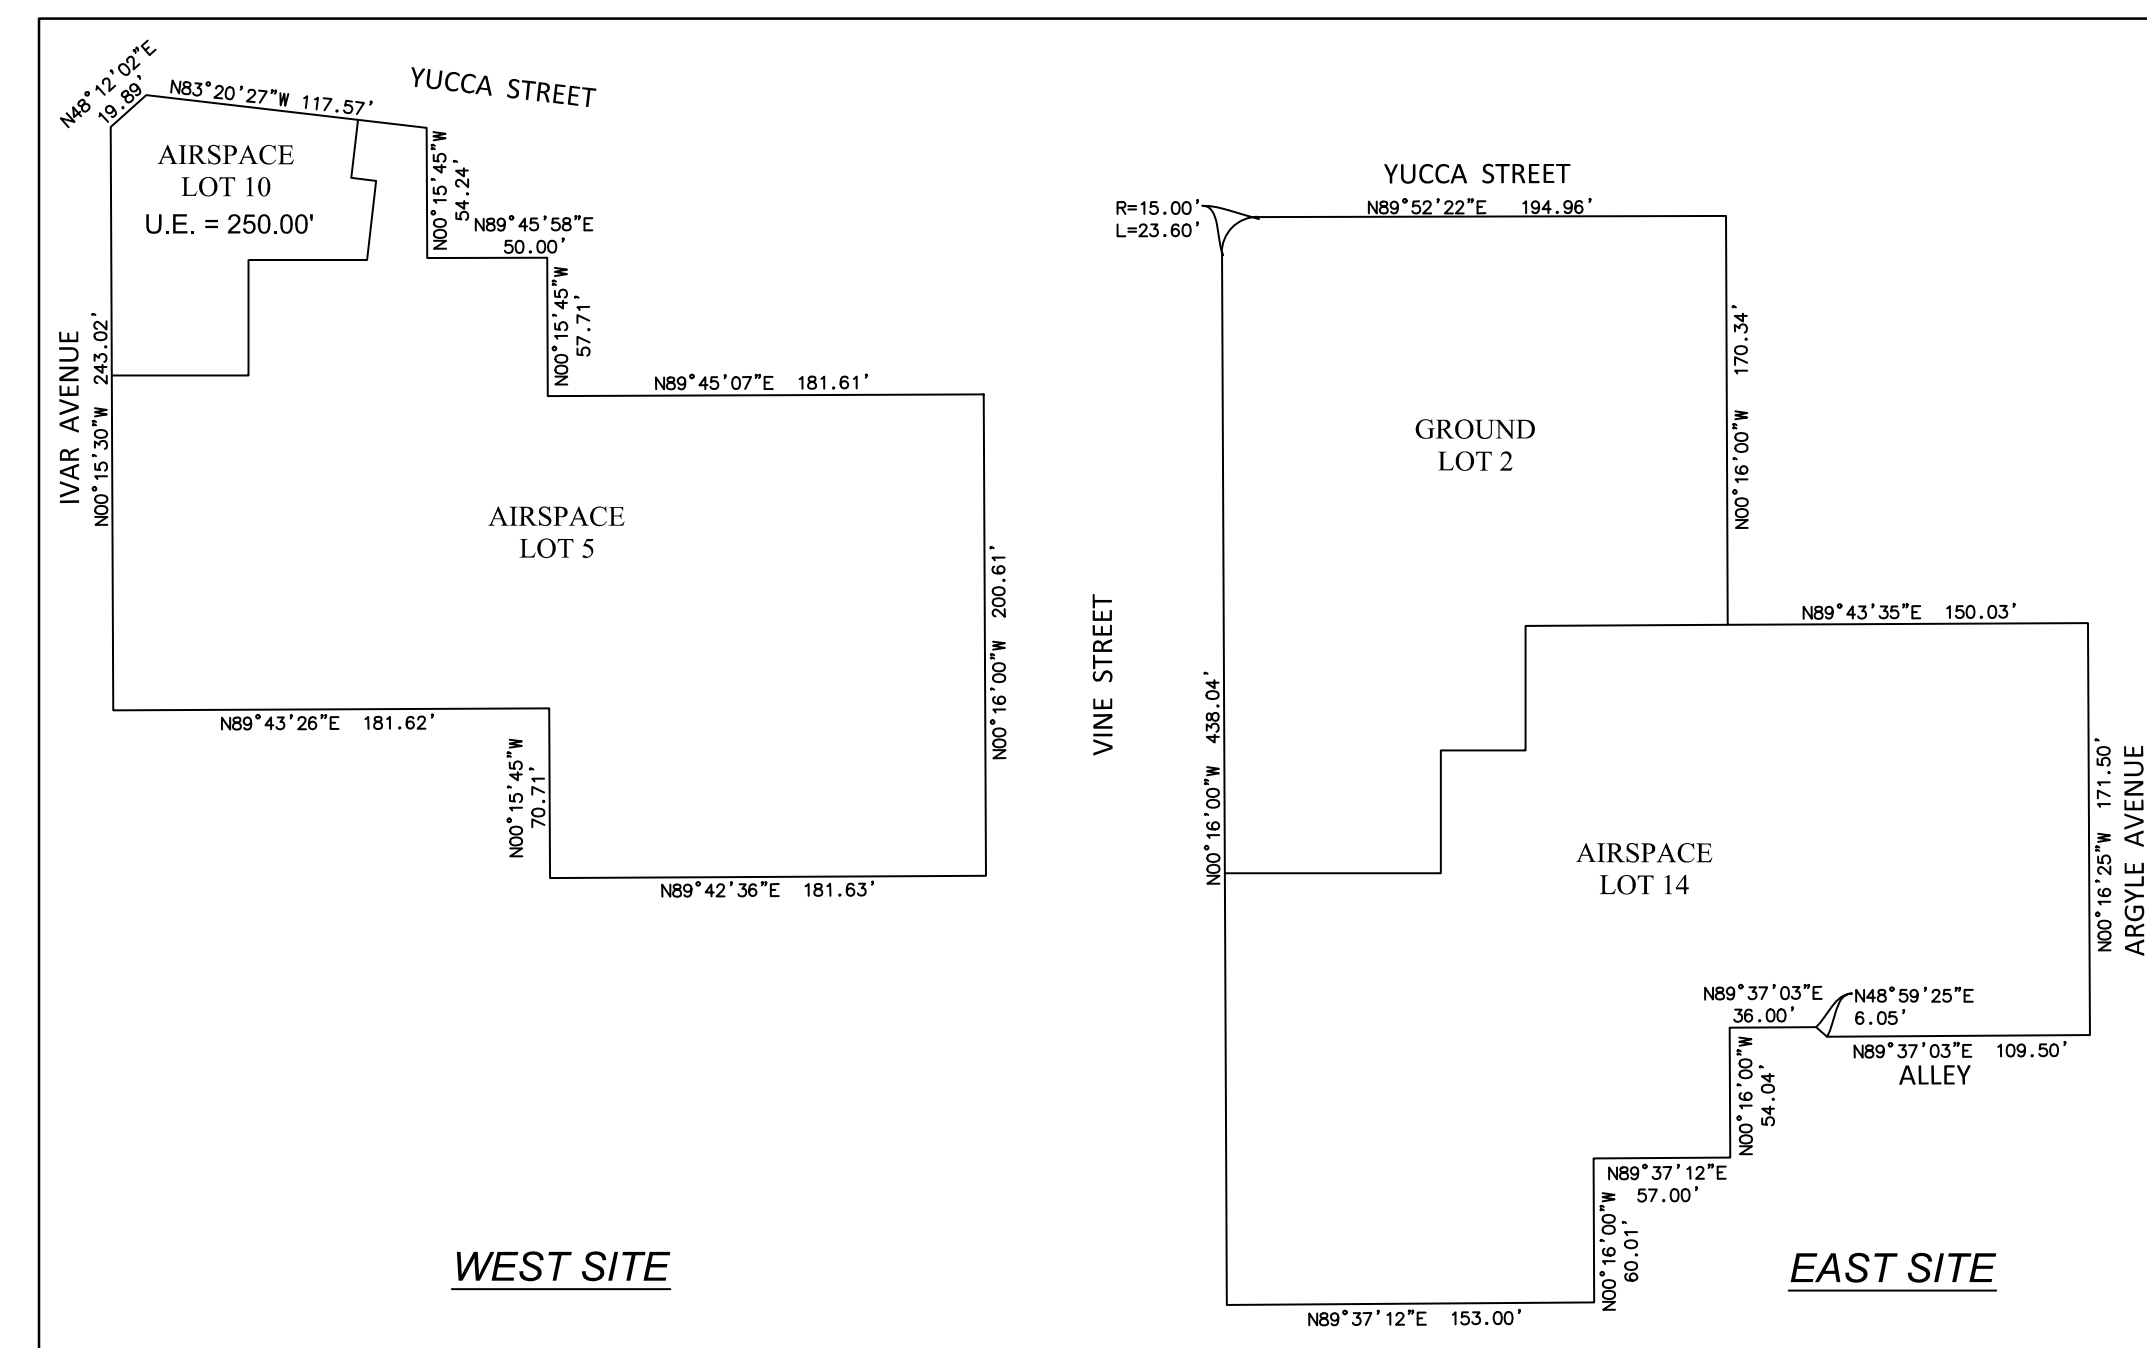 N48°12'02"E
19.89'
N83°20'27"W 117.57'
YUCCA STREET
AIRSPACE
LOT 10
U.E. = 250.00'
N00°15'45"W
54.24'
N89°45'58"E
50.00'
N00°15'45"W
57.71'
IVAR AVENUE
N00°15'30"W 243.02'
N89°45'07"E 181.61'
AIRSPACE
LOT 5
N00°16'00"W 200.61'
N89°43'26"E 181.62'
N00°15'45"W
70.71'
N89°42'36"E 181.63'
WEST SITE
YUCCA STREET
R=15.00'
L=23.60'
N89°52'22"E 194.96'
N00°16'00"W 170.34'
GROUND
LOT 2
VINE STREET
N00°16'00"W 438.04'
N89°43'35"E 150.03'
AIRSPACE
LOT 14
N00°16'25"W 171.50'
ARGYLE AVENUE
N89°37'03"E
36.00'
N48°59'25"E
6.05'
N89°37'03"E 109.50'
ALLEY
N00°16'00"W
54.04'
N89°37'12"E
57.00'
N00°16'00"W
60.01'
N89°37'12"E 153.00'
EAST SITE